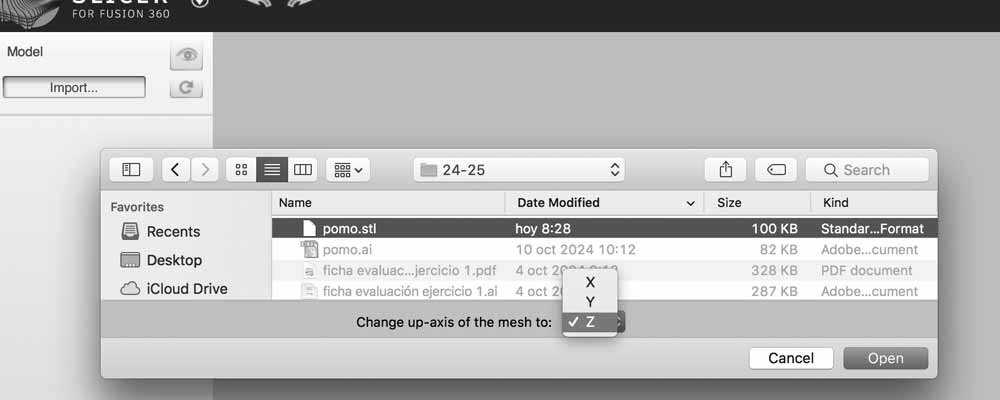 SLICER
FOR FUSION 360
Model
Import...
24-25
Search
Favorites
Recents
Desktop
iCloud Drive
Name Date Modified Size Kind
pomo.stl hoy 8:28 100 KB Standar...Format
pomo.ai 10 oct 2024 10:12 82 KB Adobe...cument
ficha evaluac...jercicio 1.pdf 4 oct 328 KB PDF document
ficha evaluación ejercicio 1.ai 4 oct 287 KB Adobe...cument
Change up-axis of the mesh to:
X
Y
✓ Z
Cancel Open